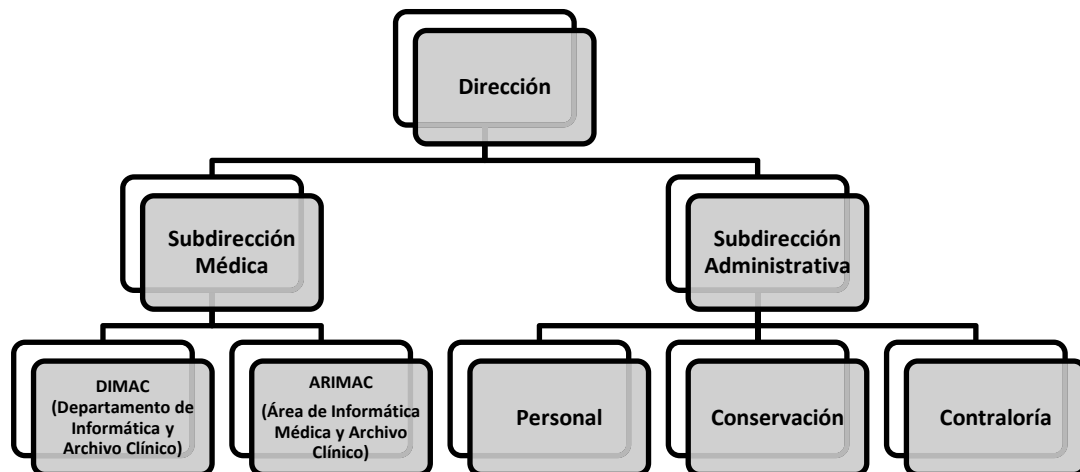 Dirección
Subdirección
Médica
Subdirección
Administrativa
DIMAC
(Departamento de
Informática y
Archivo Clínico)
ARIMAC
(Área de Informática
Médica y Archivo
Clínico)
Personal
Conservación
Contraloría